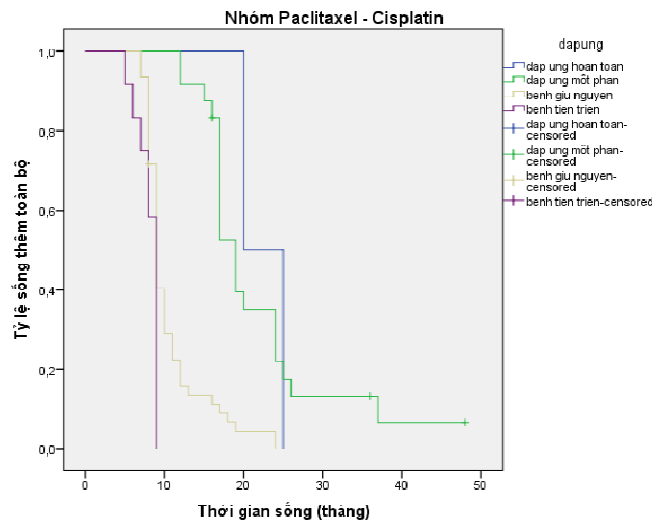 Nhóm Paclitaxel - Cisplatin
dapung
dap ung hoan toan
dap ung môt phan
benh giu nguyen
benh tien trien
dap ung hoan toan-
censored
dap ung môt phan-
censored
benh giu nguyen-
censored
benh tien trien-censored
Tỷ lệ sống thêm toàn bộ
1,0
0,8
0,6
0,4
0,2
0,0
0
10
20
30
40
50
Thời gian sống (tháng)